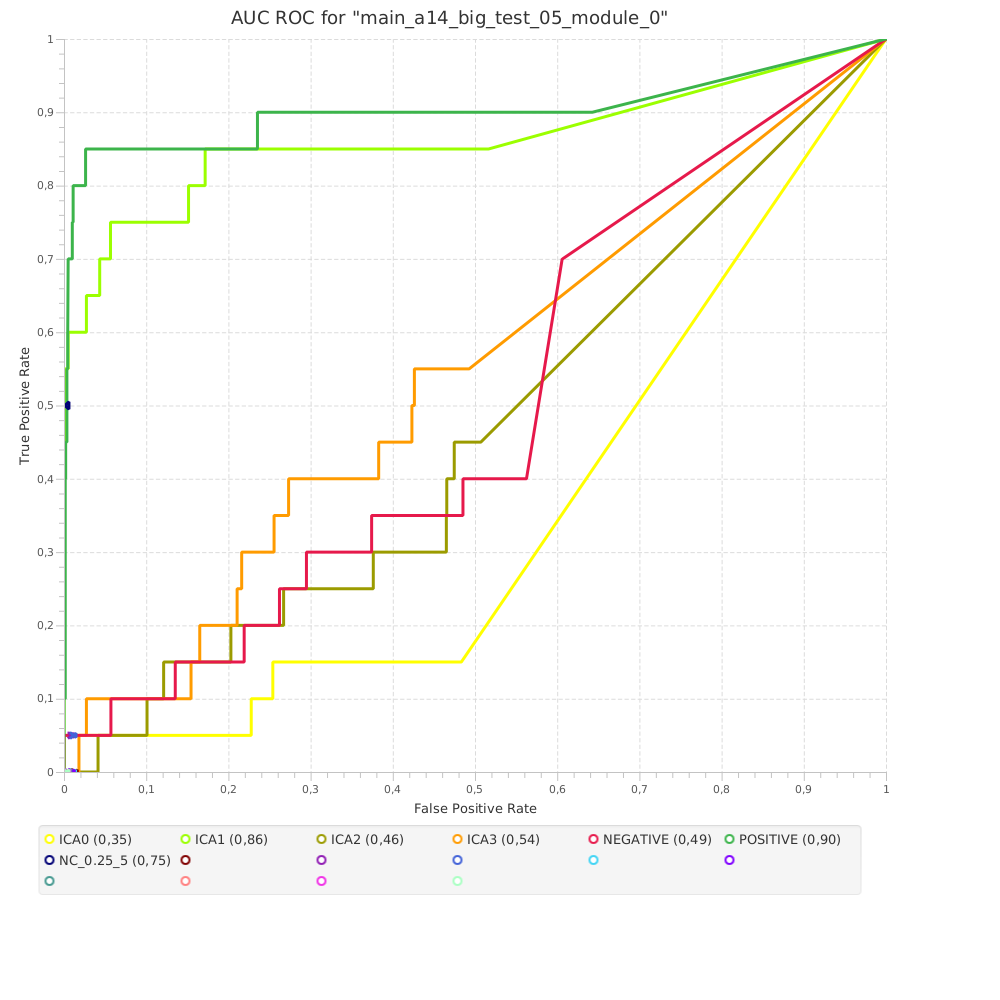 AUC ROC for "main_a14_big_test_05_module_0"
1
0,9
0,8
0,7
0,6
0,5
0,4
0,3
0,2
0,1
0
True Positive Rate
0 0,1 0,2 0,3 0,4 0,5 0,6 0,7 0,8 0,9 1
False Positive Rate
ICA0 (0,35) ICA1 (0,86) ICA2 (0,46) ICA3 (0,54) NEGATIVE (0,49) POSITIVE (0,90)
NC_0.25_5 (0,75)